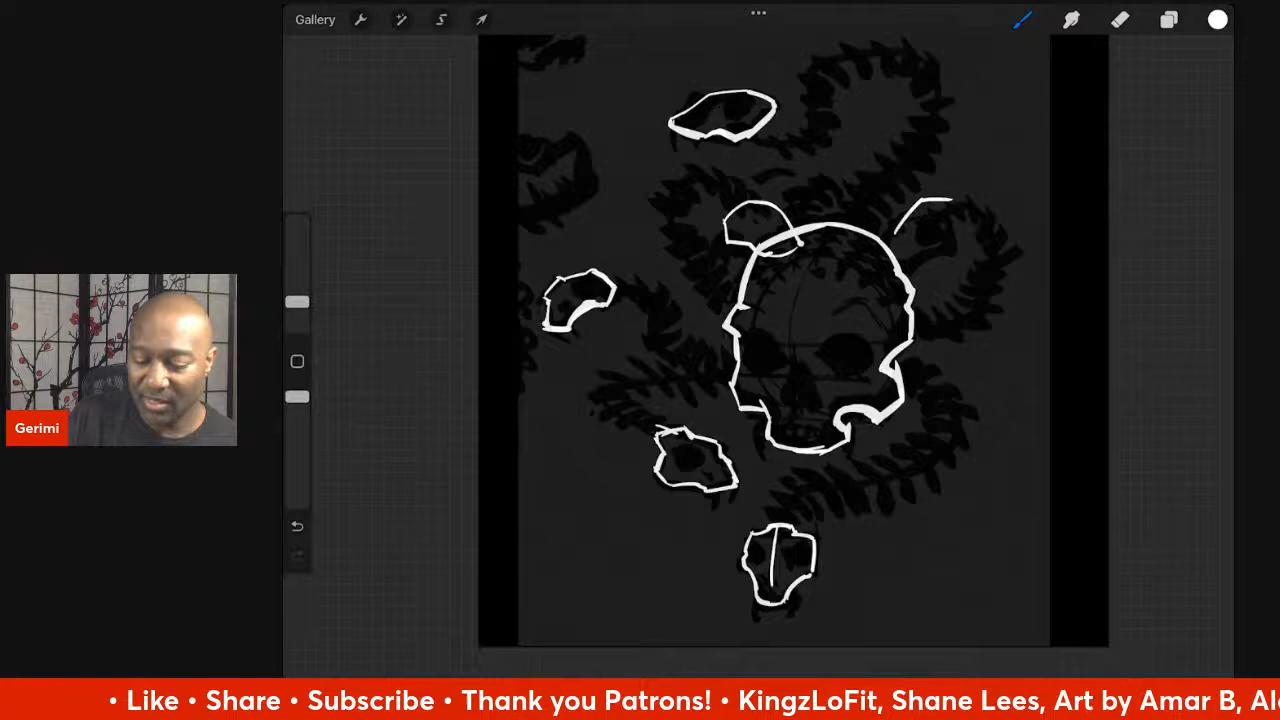 Gallery
Gerimi
• Like • Share • Subscribe • Thank you Patrons! • KingzLoFit, Shane Lees, Art by Amar B,